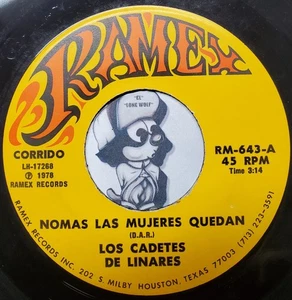 RAMEX
"EL"
"LONE WOLF"
CORRIDO
LH-17268
℗ 1978
RAMEX RECORDS
RM-643-A
45 RPM
Time 3:14
NOMAS LAS MUJERES QUEDAN
(D.A.R.)
LOS CADETES
DE LINARES
RAMEX RECORDS INC. 202 S. MILBY HOUSTON, TEXAS 77003 (713) 223-3591